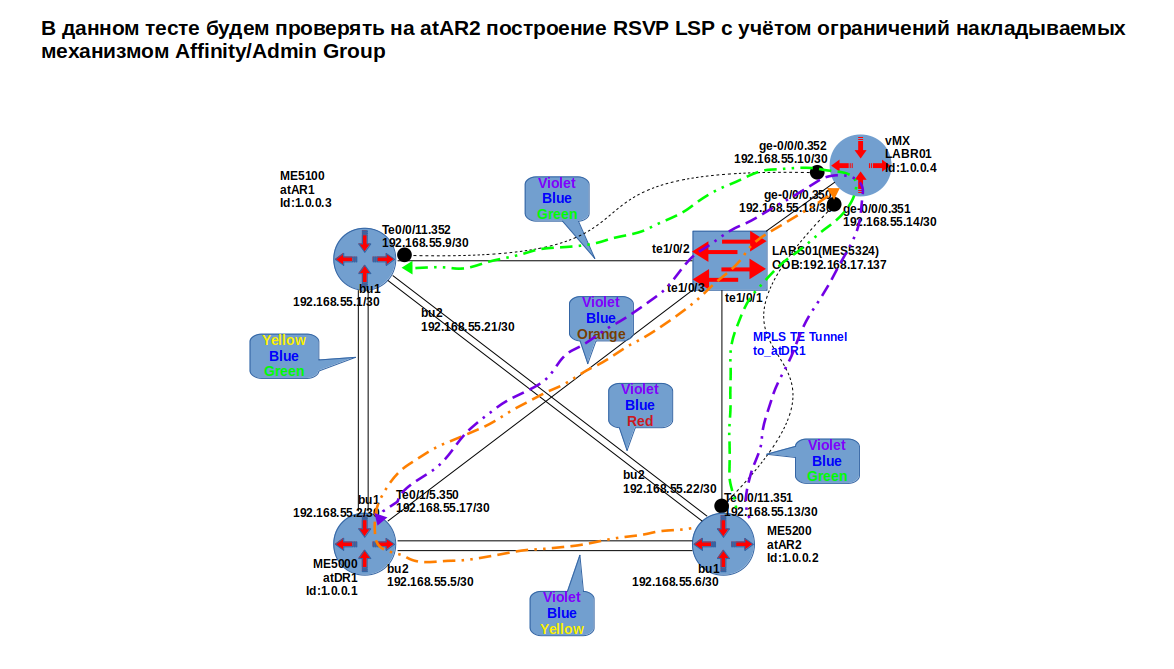 В данном тесте будем проверять на atAR2 построение RSVP LSP с учётом ограничений накладываемых
механизмом Affinity/Admin Group
vMX
LABR01
Id:1.0.0.4
ge-0/0/0.352
192.168.55.10/30
ME5100
atAR1
Id:1.0.0.3
Violet
Blue
Green
ge-0/0/0.350
192.168.55.18/30
ge-0/0/0.351
192.168.55.14/30
Te0/0/11.352
192.168.55.9/30
te1/0/2
LABS01(MES5324)
OOB:192.168.17.137
te1/0/3
te1/0/1
bu1
192.168.55.1/30
bu2
192.168.55.21/30
Violet
Blue
Orange
Yellow
Blue
Green
MPLS TE Tunnel
to_atDR1
Violet
Blue
Red
Violet
Blue
Green
bu2
192.168.55.22/30
Te0/1/5.350
192.168.55.17/30
bu1
192.168.55.2/30
Te0/0/11.351
192.168.55.13/30
ME5200
atAR2
Id:1.0.0.2
ME5000
atDR1
Id:1.0.0.1
bu2
192.168.55.5/30
bu1
192.168.55.6/30
Violet
Blue
Yellow